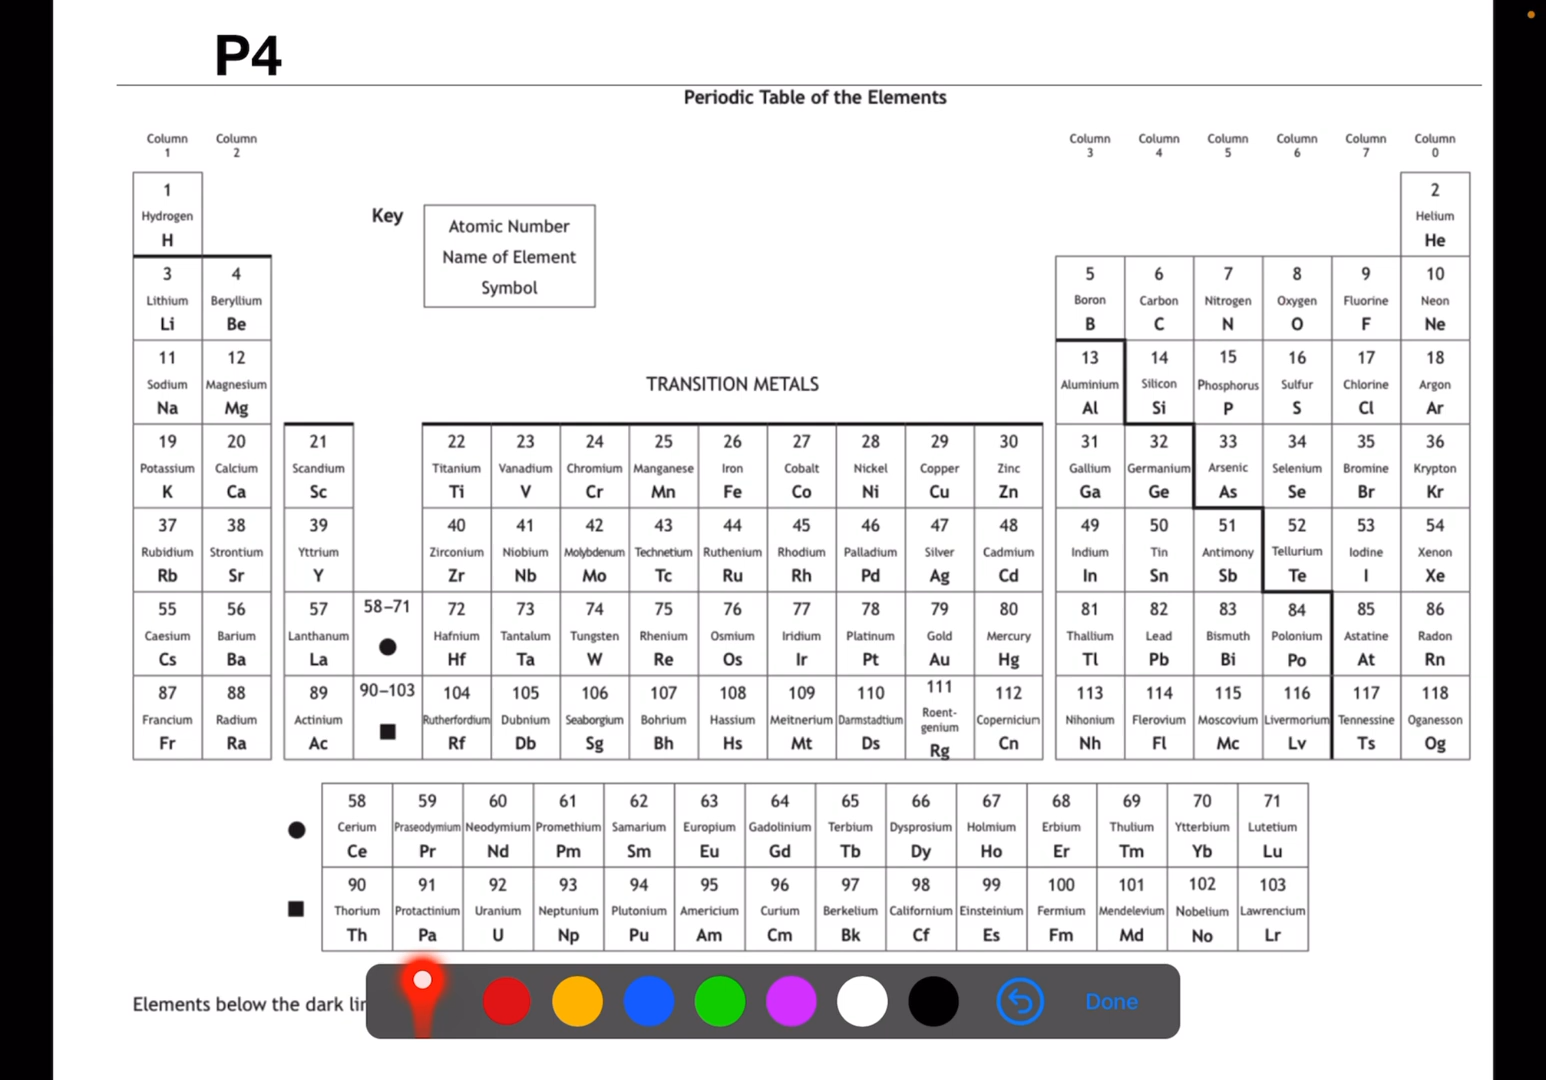 P4
Periodic Table of the Elements
Column Column Column Column Column Column Column Column
1 2 3 4 5 6 7 0
1 2
Hydrogen Helium
H He
Key
Atomic Number
Name of Element
Symbol
3 4 5 6 7 8 9 10
Lithium Beryllium Boron Carbon Nitrogen Oxygen Fluorine Neon
Li Be B C N O F Ne
11 12 13 14 15 16 17 18
Sodium Magnesium Aluminium Silicon Phosphorus Sulfur Chlorine Argon
Na Mg Al Si P S Cl Ar
TRANSITION METALS
19 20 21 22 23 24 25 26 27 28 29 30 31 32 33 34 35 36
Potassium Calcium Scandium Titanium Vanadium Chromium Manganese Iron Cobalt Nickel Copper Zinc Gallium Germanium Arsenic Selenium Bromine Krypton
K Ca Sc Ti V Cr Mn Fe Co Ni Cu Zn Ga Ge As Se Br Kr
37 38 39 40 41 42 43 44 45 46 47 48 49 50 51 52 53 54
Rubidium Strontium Yttrium Zirconium Niobium Molybdenum Technetium Ruthenium Rhodium Palladium Silver Cadmium Indium Tin Antimony Tellurium Iodine Xenon
Rb Sr Y Zr Nb Mo Tc Ru Rh Pd Ag Cd In Sn Sb Te I Xe
55 56 57 58–71 72 73 74 75 76 77 78 79 80 81 82 83 84 85 86
Caesium Barium Lanthanum Hafnium Tantalum Tungsten Rhenium Osmium Iridium Platinum Gold Mercury Thallium Lead Bismuth Polonium Astatine Radon
Cs Ba La Hf Ta W Re Os Ir Pt Au Hg Tl Pb Bi Po At Rn
87 88 89 90–103 104 105 106 107 108 109 110 111 112 113 114 115 116 117 118
Francium Radium Actinium Rutherfordium Dubnium Seaborgium Bohrium Hassium Meitnerium Darmstadtium Roent-genium Copernicium Nihonium Flerovium Moscovium Livermorium Tennessine Oganesson
Fr Ra Ac Rf Db Sg Bh Hs Mt Ds Rg Cn Nh Fl Mc Lv Ts Og
58 59 60 61 62 63 64 65 66 67 68 69 70 71
Cerium Praseodymium Neodymium Promethium Samarium Europium Gadolinium Terbium Dysprosium Holmium Erbium Thulium Ytterbium Lutetium
Ce Pr Nd Pm Sm Eu Gd Tb Dy Ho Er Tm Yb Lu
90 91 92 93 94 95 96 97 98 99 100 101 102 103
Thorium Protactinium Uranium Neptunium Plutonium Americium Curium Berkelium Californium Einsteinium Fermium Mendelevium Nobelium Lawrencium
Th Pa U Np Pu Am Cm Bk Cf Es Fm Md No Lr
Elements below the dark
Done